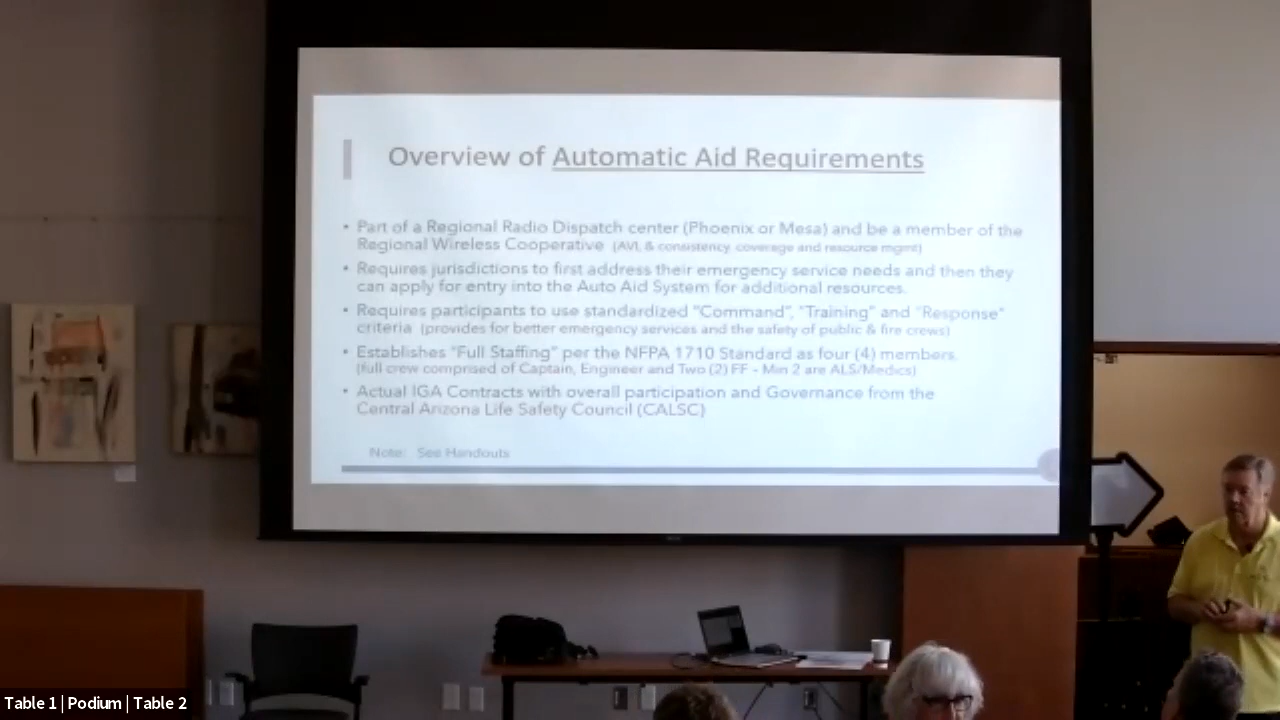 Overview of Automatic Aid Requirements
• Part of a Regional Radio Dispatch center (Phoenix or Mesa) and be a member of the
Regional Wireless Cooperative (AVL & consistency, coverage and resource mgmt)
• Requires jurisdictions to first address their emergency service needs and then they
can apply for entry into the Auto Aid System for additional resources.
• Requires participants to use standardized "Command", "Training" and "Response"
criteria (provides for better emergency services and the safety of public & fire crews)
• Establishes "Full Staffing" per the NFPA 1710 Standard as four (4) members.
(full crew comprised of Captain, Engineer and Two (2) FF - Min 2 are ALS/Medics)
• Actual IGA Contracts with overall participation and Governance from the
Central Arizona Life Safety Council (CALSC)
Note: See Handouts
Table 1 | Podium | Table 2